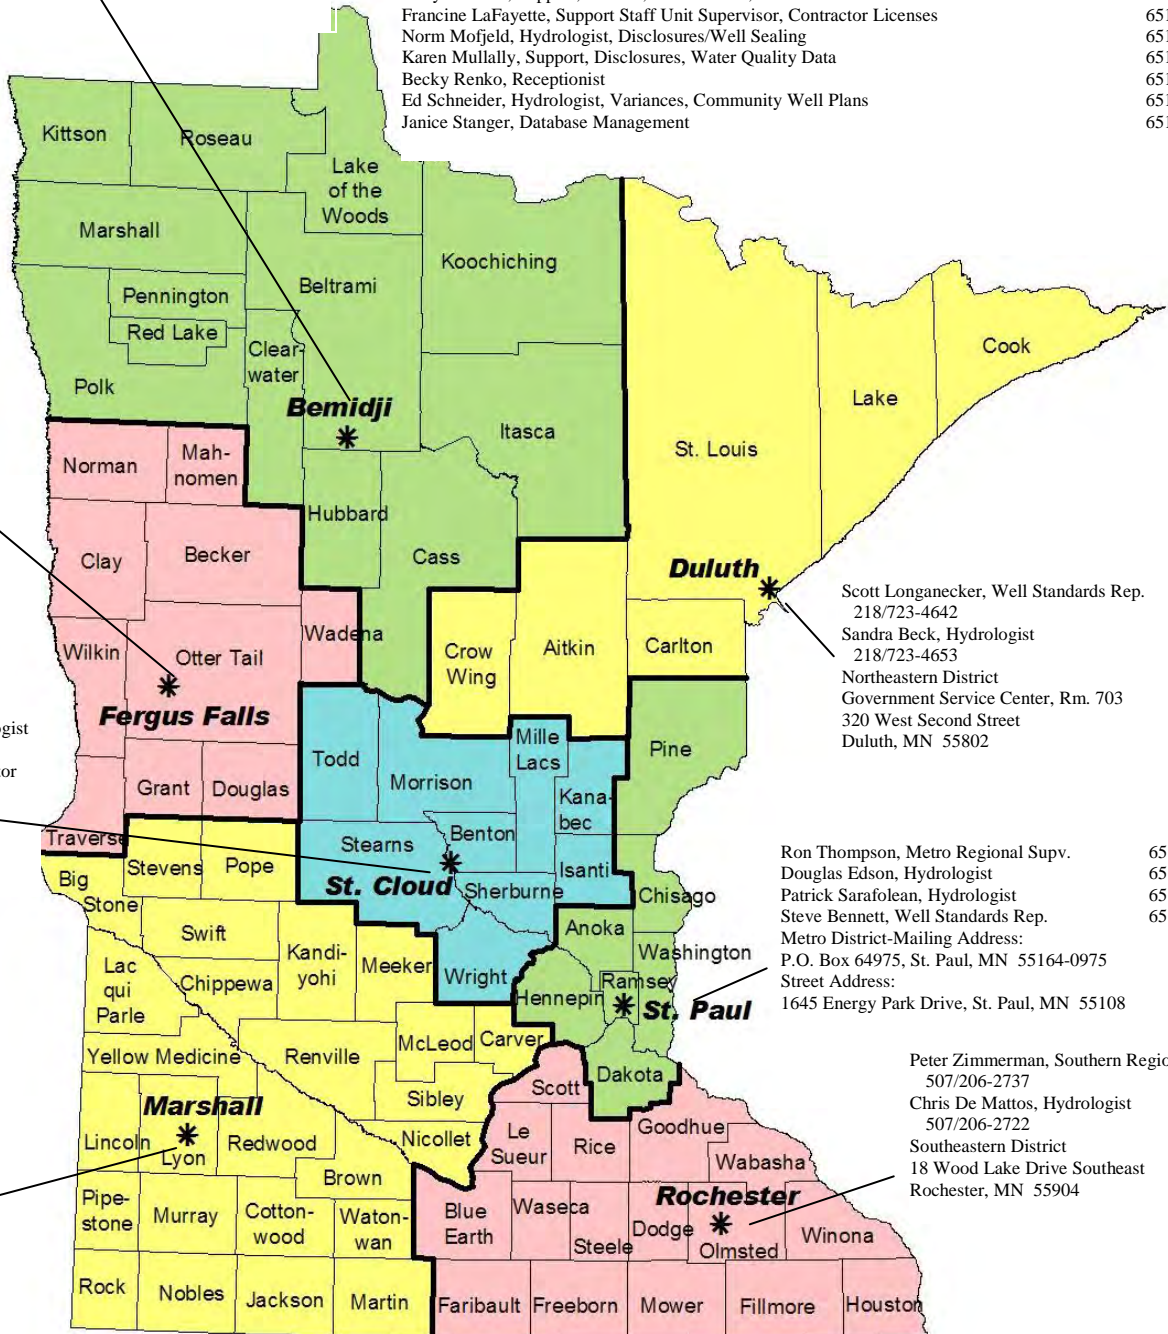 Francine LaFayette, Support Staff Unit Supervisor, Contractor Licenses 651
Norm Mofjeld, Hydrologist, Disclosures/Well Sealing 651
Karen Mullally, Support, Disclosures, Water Quality Data 651
Becky Renko, Receptionist 651
Ed Schneider, Hydrologist, Variances, Community Well Plans 651
Janice Stanger, Database Management 651
Kittson
Roseau
Lake
of the
Woods
Marshall
Koochiching
Beltrami
Pennington
Red Lake
Clear-
water
Polk
Cook
Lake
St. Louis
Bemidji
Itasca
Norman
Mah-
nomen
Hubbard
Cass
Clay
Becker
Duluth
Wadena
Wilkin
Otter Tail
Crow
Wing
Aitkin
Carlton
Fergus Falls
Scott Longanecker, Well Standards Rep.
218/723-4642
Sandra Beck, Hydrologist
218/723-4653
Northeastern District
Government Service Center, Rm. 703
320 West Second Street
Duluth, MN 55802
gist
tor
Todd
Morrison
Mille
Lacs
Pine
Grant
Douglas
Kana-
bec
Traverse
Stevens
Pope
Stearns
Benton
Isanti
St. Cloud
Sherburne
Chisago
Big
Stone
Swift
Kandi-
yohi
Meeker
Wright
Anoka
Washington
Ramsey
Hennepin
St. Paul
Ron Thompson, Metro Regional Supv. 65
Douglas Edson, Hydrologist 65
Patrick Sarafolean, Hydrologist 65
Steve Bennett, Well Standards Rep. 65
Metro District-Mailing Address:
P.O. Box 64975, St. Paul, MN 55164-0975
Street Address:
1645 Energy Park Drive, St. Paul, MN 55108
Lac
qui
Parle
Chippewa
Yellow Medicine
Renville
McLeod
Carver
Dakota
Scott
Sibley
Marshall
Lincoln
Lyon
Redwood
Nicollet
Brown
Le
Sueur
Rice
Goodhue
Wabasha
Peter Zimmerman, Southern Regio
507/206-2737
Chris De Mattos, Hydrologist
507/206-2722
Southeastern District
18 Wood Lake Drive Southeast
Rochester, MN 55904
Pipe-
stone
Murray
Cotton-
wood
Waton-
wan
Blue
Earth
Waseca
Steele
Dodge
Rochester
Olmsted
Winona
Rock
Nobles
Jackson
Martin
Faribault
Freeborn
Mower
Fillmore
Houston